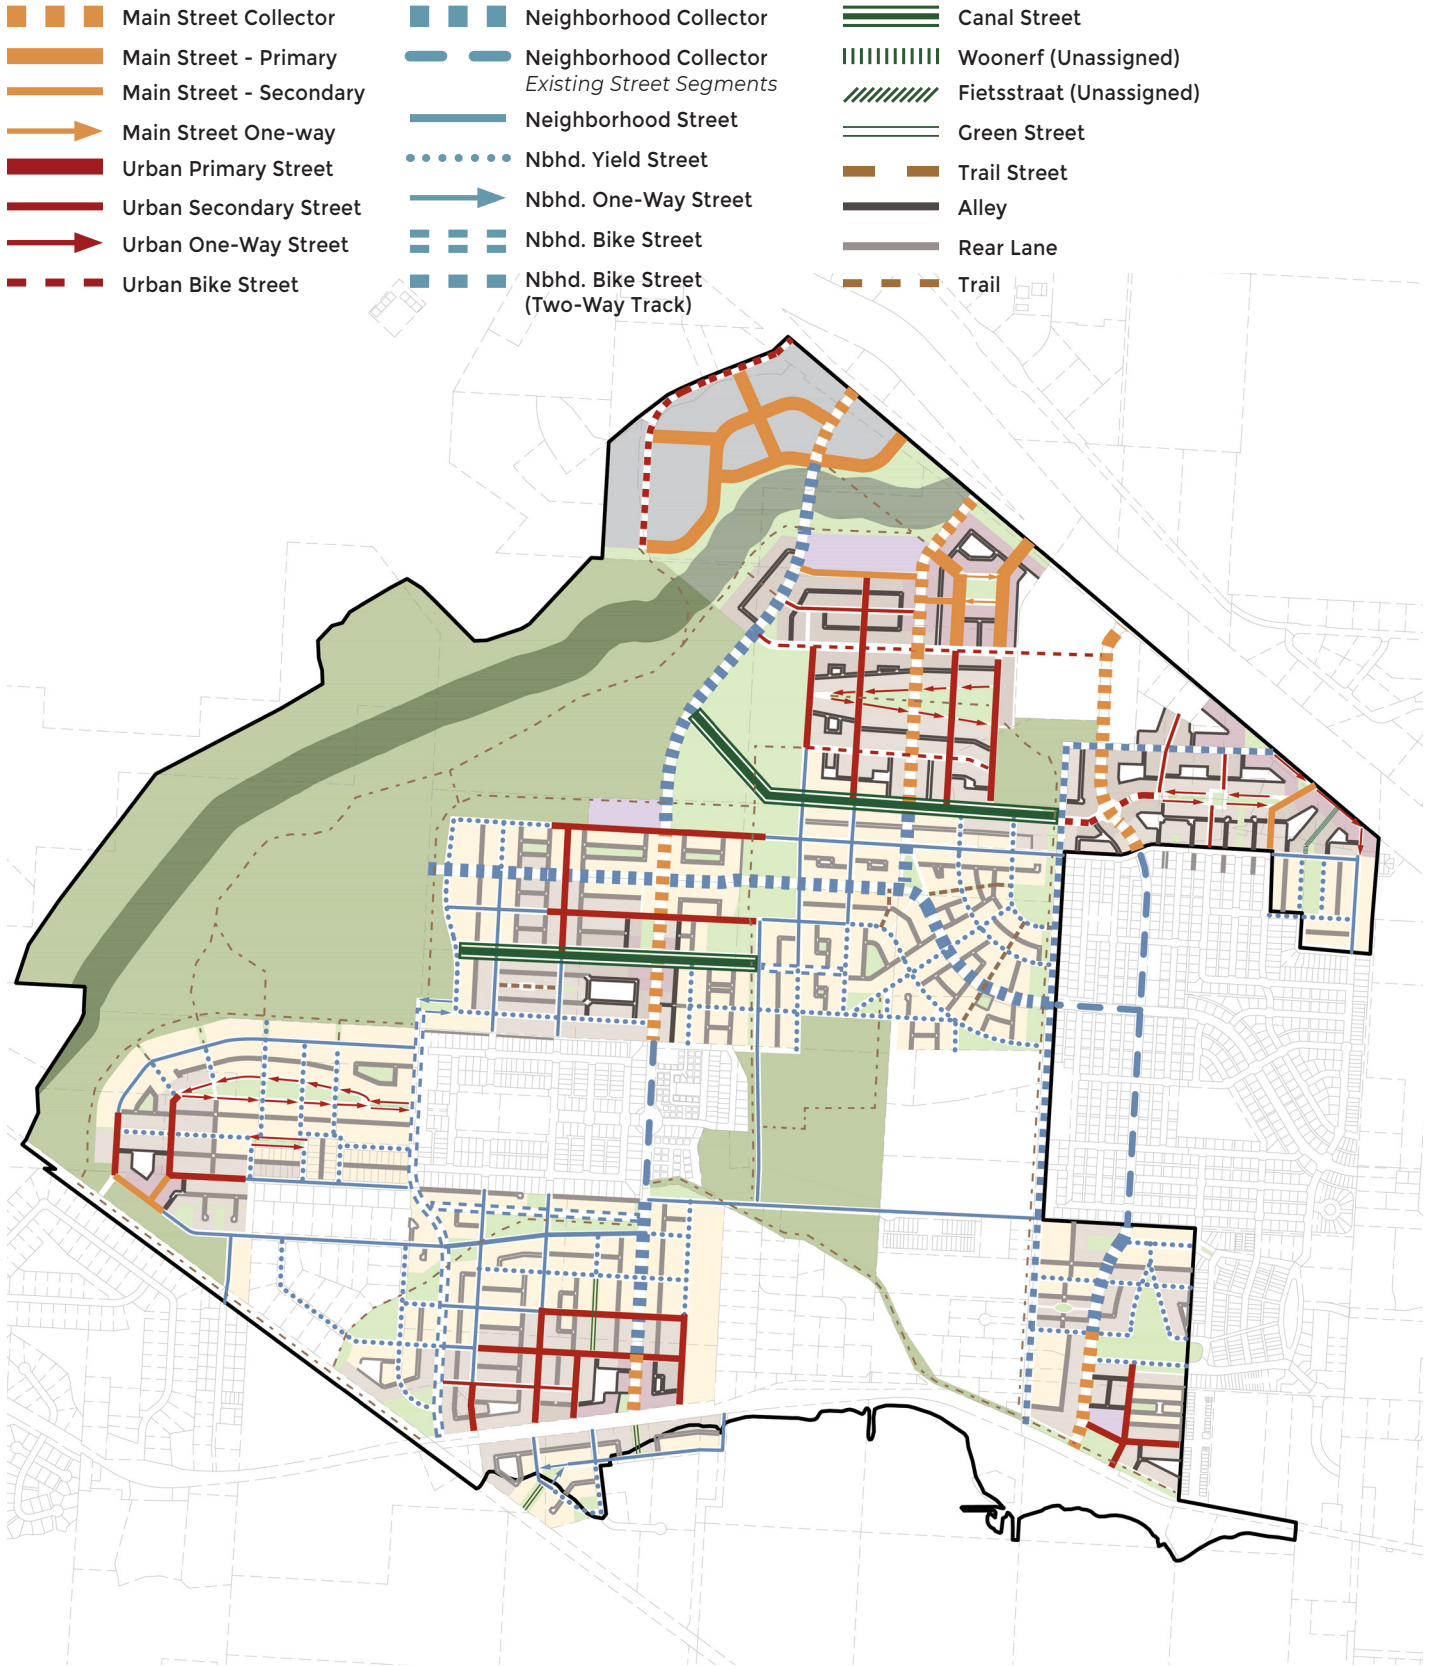 Main Street Collector
Main Street - Primary
Main Street - Secondary
Main Street One-way
Urban Primary Street
Urban Secondary Street
Urban One-Way Street
Urban Bike Street
Neighborhood Collector
Neighborhood Collector
Existing Street Segments
Neighborhood Street
Nbhd. Yield Street
Nbhd. One-Way Street
Nbhd. Bike Street
Nbhd. Bike Street
(Two-Way Track)
Canal Street
Woonerf (Unassigned)
Fietsstraat (Unassigned)
Green Street
Trail Street
Alley
Rear Lane
Trail